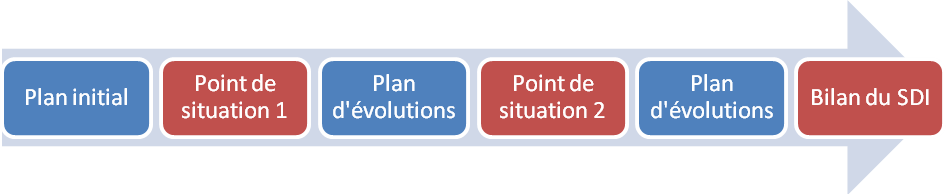 Plan initial
Point de
situation 1
Plan
d'évolutions
Point de
situation 2
Plan
d'évolutions
Bilan du SDI